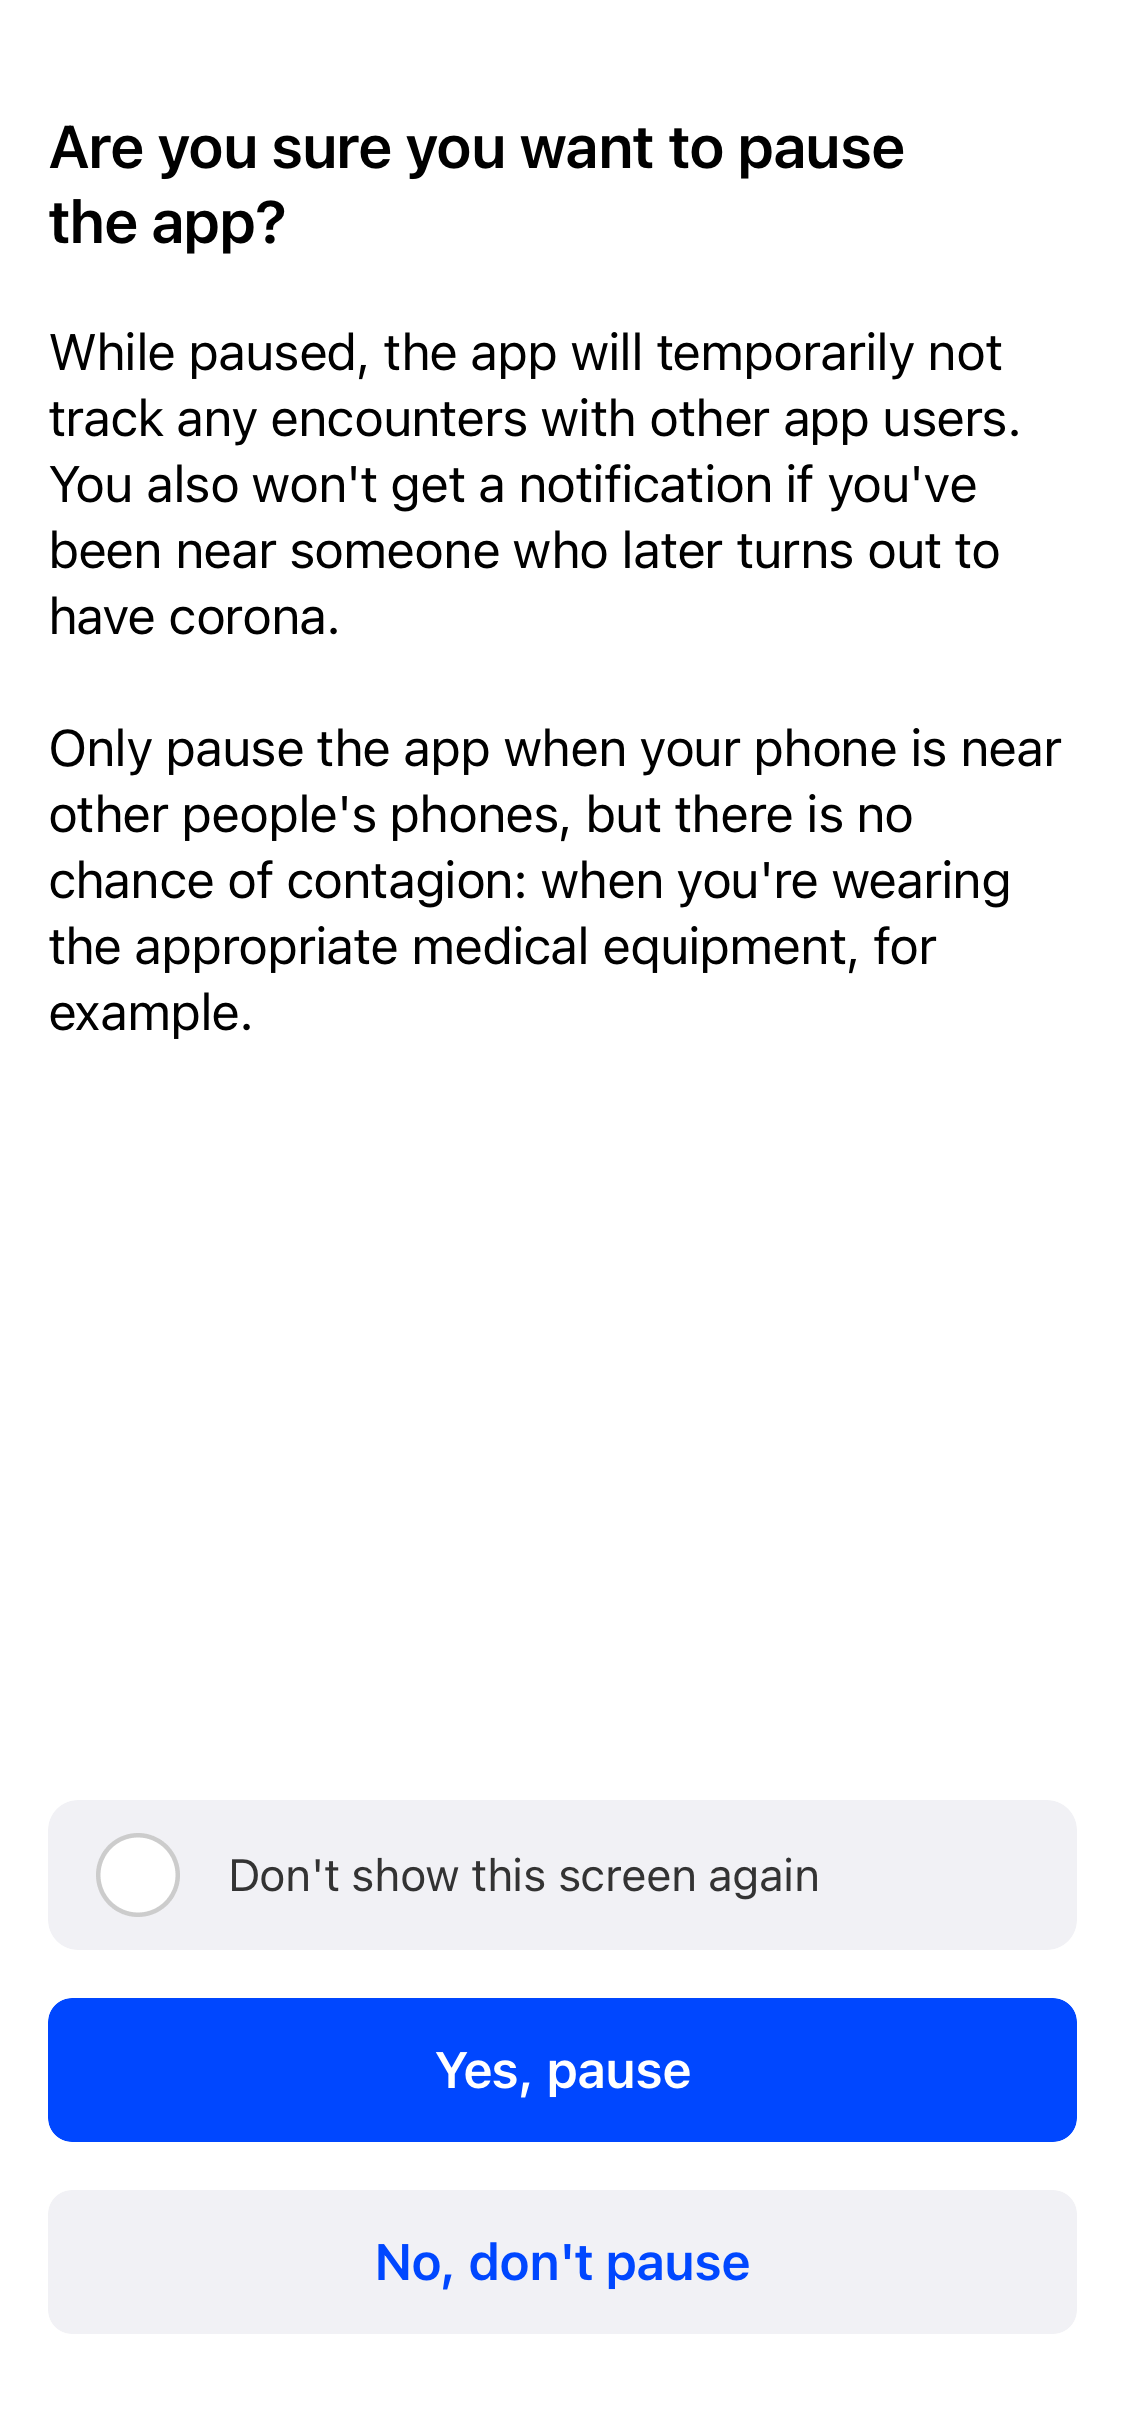 Are you sure you want to pause
the app?
While paused, the app will temporarily not
track any encounters with other app users.
You also won't get a notification if you've
been near someone who later turns out to
have corona.
Only pause the app when your phone is near
other people's phones, but there is no
chance of contagion: when you're wearing
the appropriate medical equipment, for
example.
Don't show this screen again
Yes, pause
No, don't pause